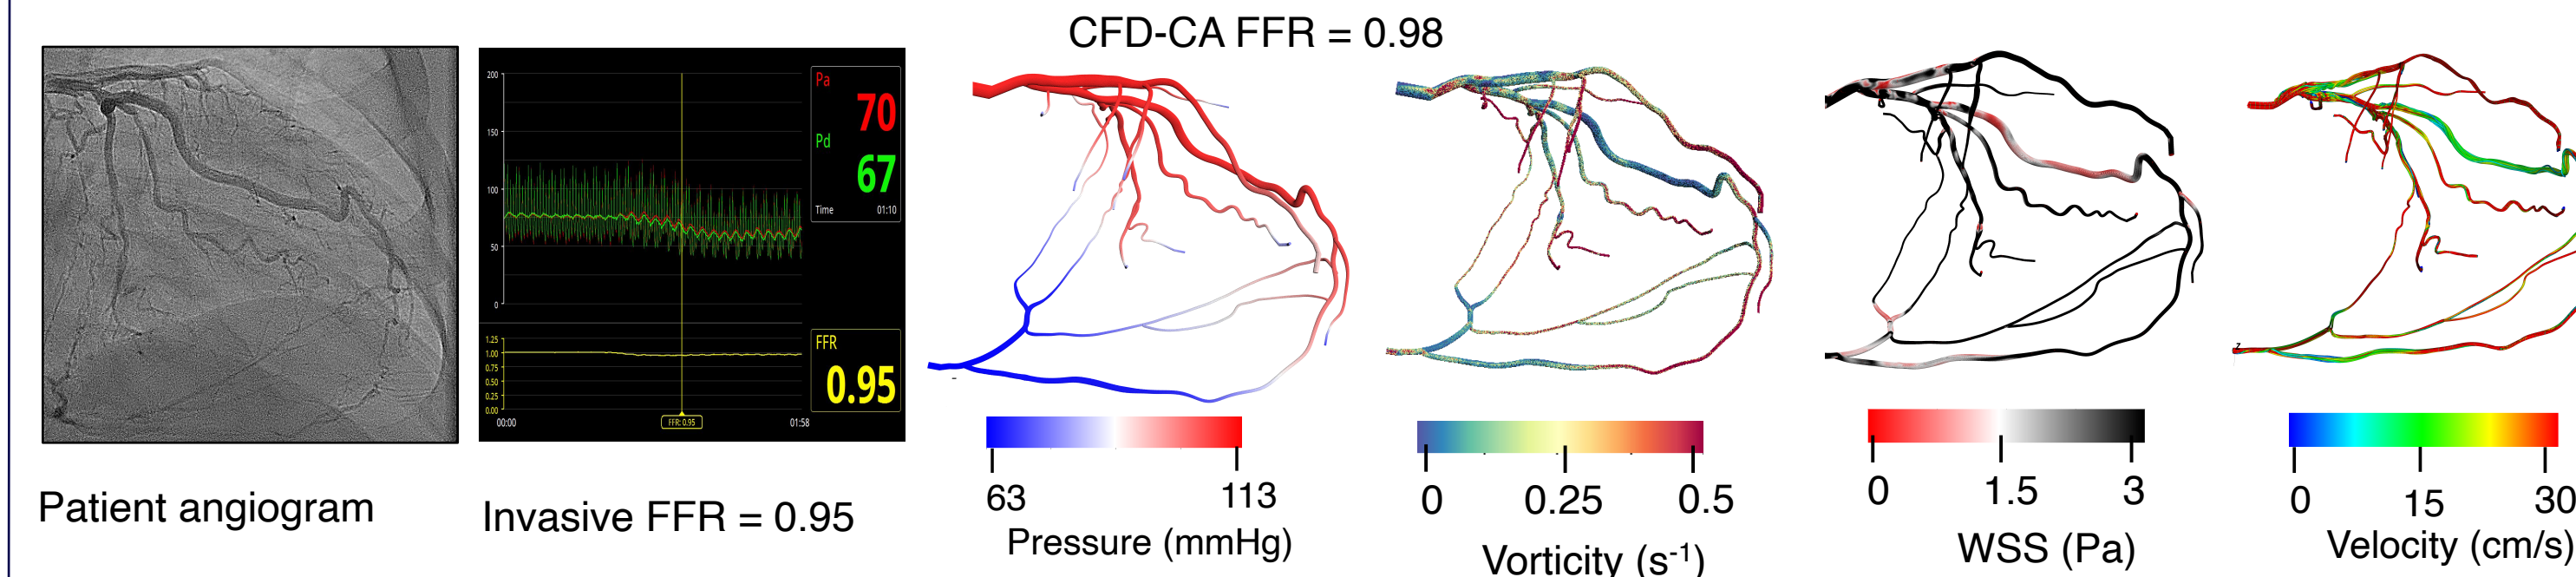 CFD-CA FFR = 0.98
200
150
100
50
0
Pa
70
Pd
67
Time 01:10
1.25
1.00
0.75
0.50
0.25
0.00
FFR
0.95
00:00
FFR: 0.95
01:58
Patient angiogram
Invasive FFR = 0.95
63 113
Pressure (mmHg)
0 0.25 0.5
Vorticity (s⁻¹)
0 1.5 3
WSS (Pa)
z
0 15 30
Velocity (cm/s)